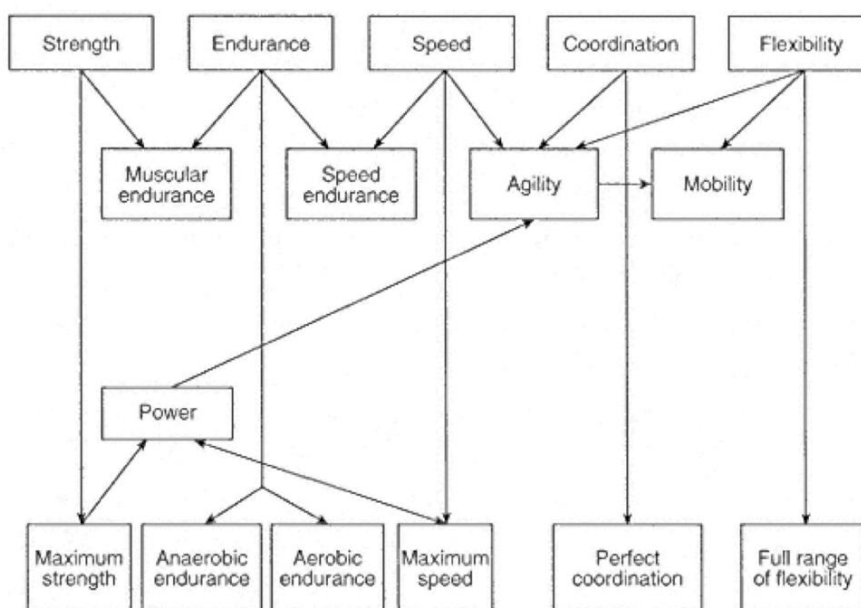 Strength
Endurance
Speed
Coordination
Flexibility
Muscular
endurance
Speed
endurance
Agility
Mobility
Power
Maximum
strength
Anaerobic
endurance
Aerobic
endurance
Maximum
speed
Perfect
coordination
Full range
of flexibility